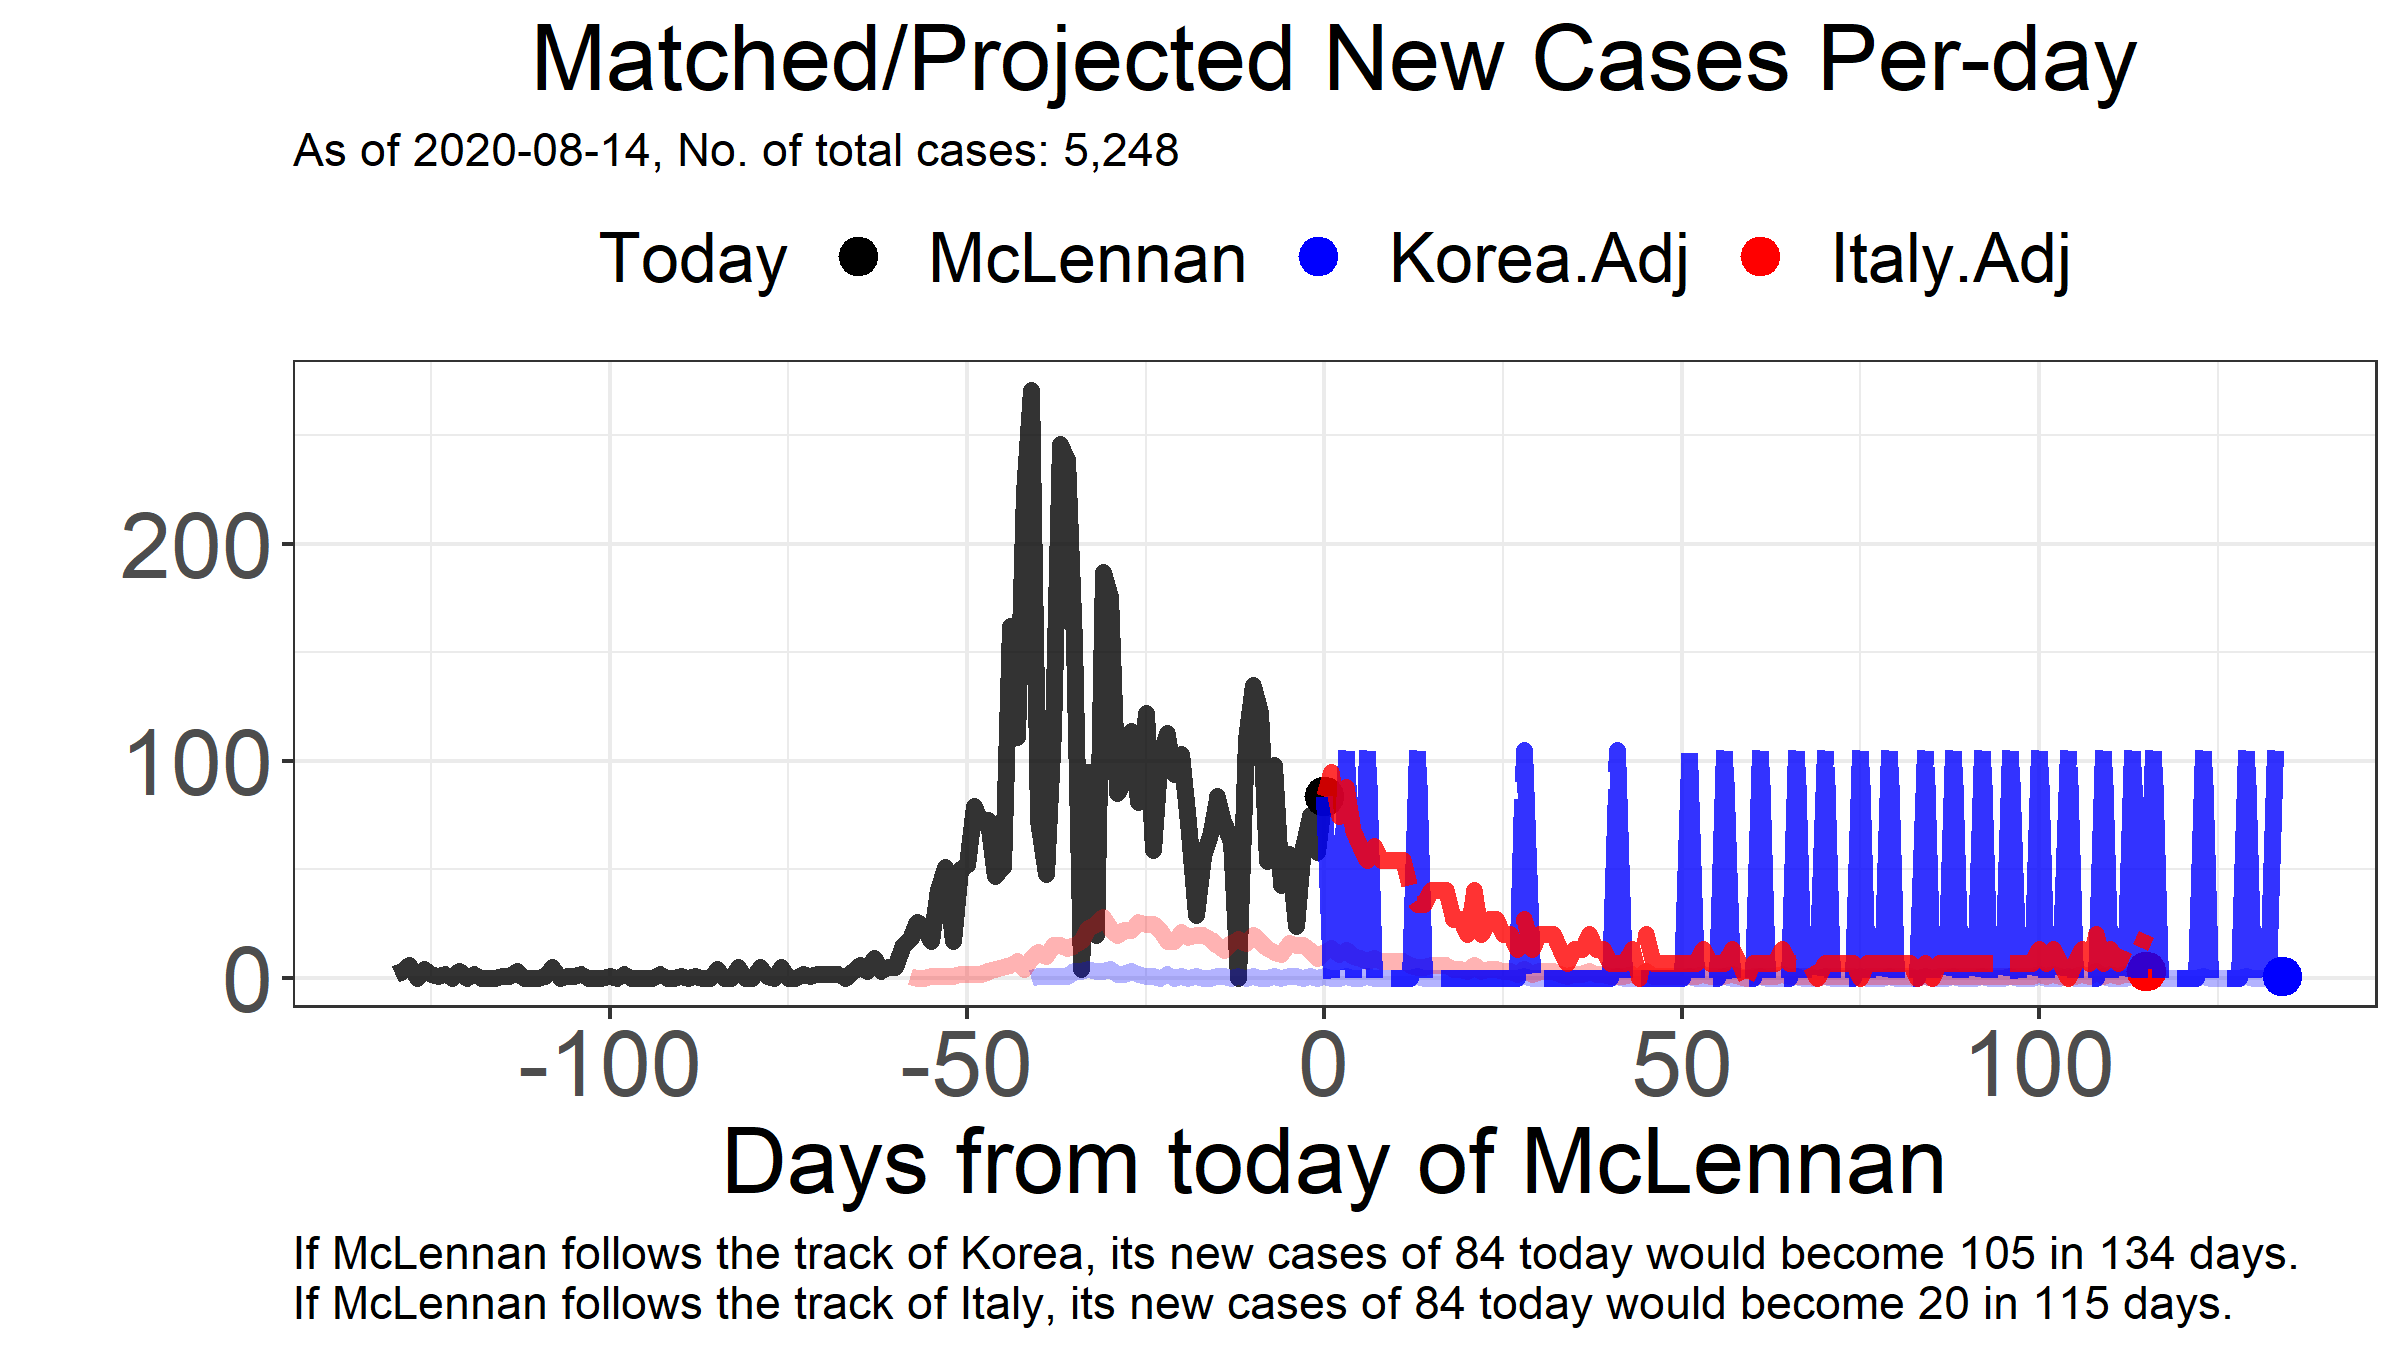 Matched/Projected New Cases Per-day
As of 2020-08-14, No. of total cases: 5,248
Today McLennan Korea.Adj Italy.Adj
200
100
0
-100 -50 0 50 100
Days from today of McLennan
If McLennan follows the track of Korea, its new cases of 84 today would become 105 in 134 days.
If McLennan follows the track of Italy, its new cases of 84 today would become 20 in 115 days.